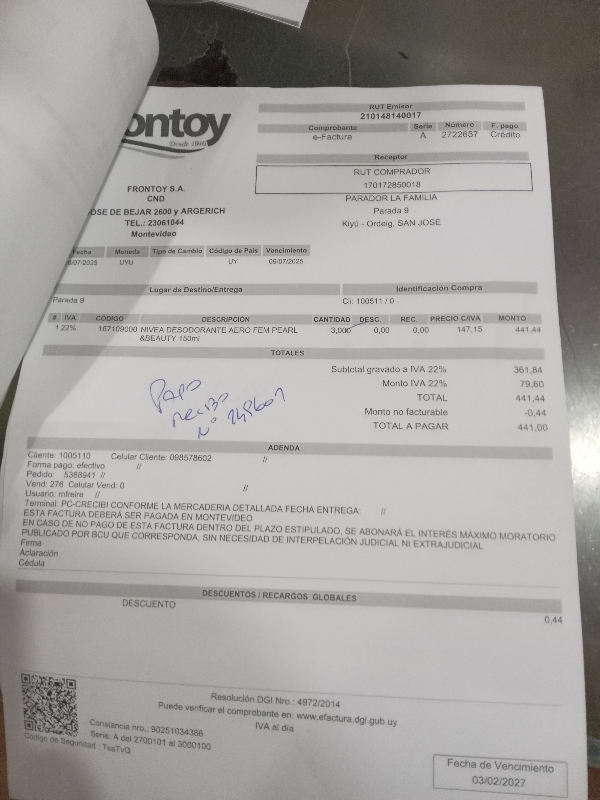 ontoy
Desde 1896
RUT Emisor
210148140017
Comprobante Serie Número F. pago
e-Factura A 2722657 Crédito
Receptor
RUT COMPRADOR
170172850018
PARADOR LA FAMILIA
Parada 9
Kiyú - Ordeig, SAN JOSE
FRONTOY S.A.
CND
OSE DE BEJAR 2600 y ARGERICH
TEL.: 23061044
Montevideo
Fecha Moneda Tipo de Cambio Código de País Vencimiento
/07/2025 UYU UY 06/07/2025
Lugar de Destino/Entrega Identificación Compra
Parada 9 CI: 100511 / 0
# IVA CÓDIGO DESCRIPCIÓN CANTIDAD DESC. REC. PRECIO C/IVA MONTO
1 22% 167109000 NIVEA DESODORANTE AERO FEM PEARL 3,000 0,00 0,00 147,15 441,44
&BEAUTY 150ml
TOTALES
Subtotal gravado a IVA 22% 361,84
Monto IVA 22% 79,60
TOTAL 441,44
Monto no facturable -0,44
TOTAL A PAGAR 441,00
Pago
recibo
Nº
ADENDA
Cliente: 1005110 Celular Cliente: 098578602 //
Forma pago: efectivo //
Pedido: 5388941 //
Vend: 276 Celular Vend: 0 //
Usuario: mfreire //
Terminal: PC-CRECIBI CONFORME LA MERCADERIA DETALLADA FECHA ENTREGA: //
ESTA FACTURA DEBERÁ SER PAGADA EN MONTEVIDEO
EN CASO DE NO PAGO DE ESTA FACTURA DENTRO DEL PLAZO ESTIPULADO, SE ABONARÁ EL INTERÉS MÁXIMO MORATORIO
PUBLICADO POR BCU QUE CORRESPONDA, SIN NECESIDAD DE INTERPELACIÓN JUDICIAL NI EXTRAJUDICIAL
Firma
Aclaración
Cédula
DESCUENTOS / RECARGOS GLOBALES
DESCUENTO 0,44
Resolución DGI Nro.: 4972/2014
Puede verificar el comprobante en: www.efactura.dgi.gub.uy
IVA al día
Constancia nro.: 90251034386
Serie: A del 2700101 al 3000100
Código de Seguridad : TsaTvQ
Fecha de Vencimiento
03/02/2027